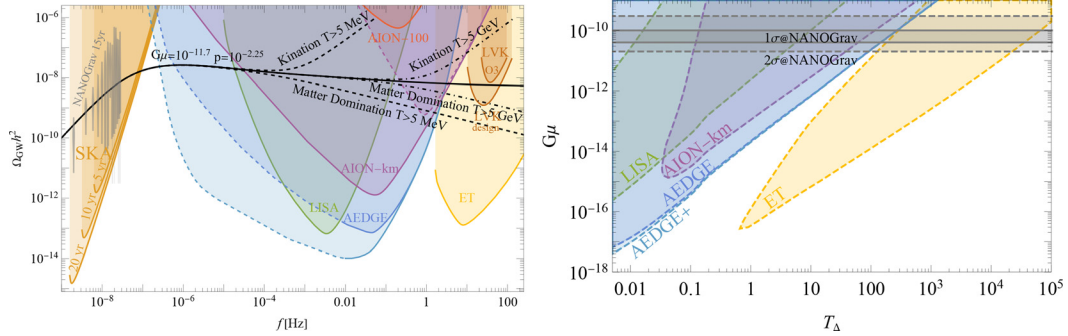 10⁻⁶
10⁻⁸
10⁻¹⁰
10⁻¹²
10⁻¹⁴
Ω_GW h²
NANOGrav 15yr
Gμ=10⁻¹¹·⁷ p=10⁻²·²⁵
Kination T>5 MeV
AION-100
Kination T>5 GeV
LVK
O3
Matter Domination T>5 MeV
Matter Domination T>5 GeV
LVK
design
SK
20 yr
10 yr
5 yr
AION-km
LISA
AEDGE
ET
10⁻⁸
10⁻⁶
10⁻⁴
0.01
1
100
f[Hz]
10⁻¹⁰
10⁻¹²
10⁻¹⁴
10⁻¹⁶
10⁻¹⁸
Gμ
1σ@NANOGrav
2σ@NANOGrav
LISA
AION-km
AEDGE
AEDGE+
ET
0.01
0.1
1
10
100
10³
10⁴
10⁵
T_Δ